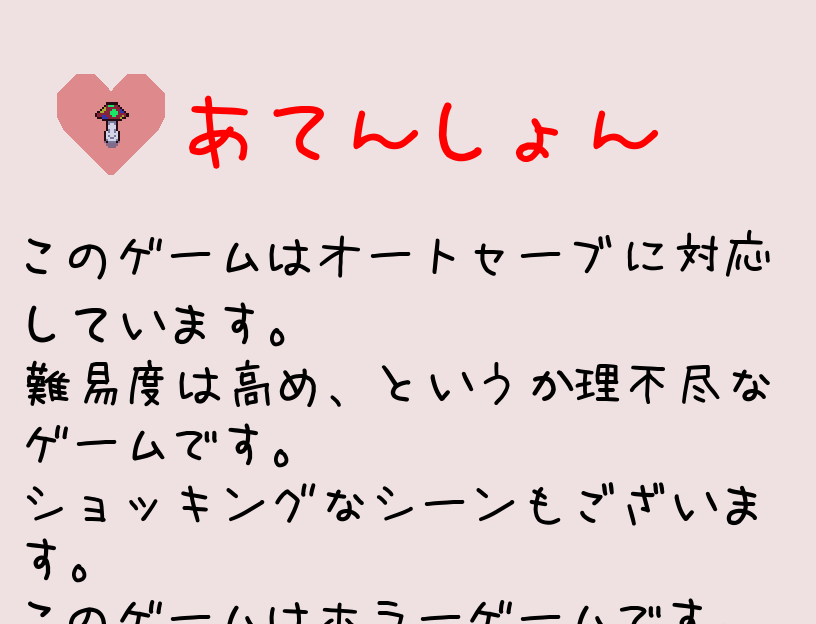 あてんしょん
このゲームはオートセーブに対応
しています。
難易度は高め、というか理不尽な
ゲームです。
ショッキングなシーンもございま
す。
このゲームはホラーゲームです